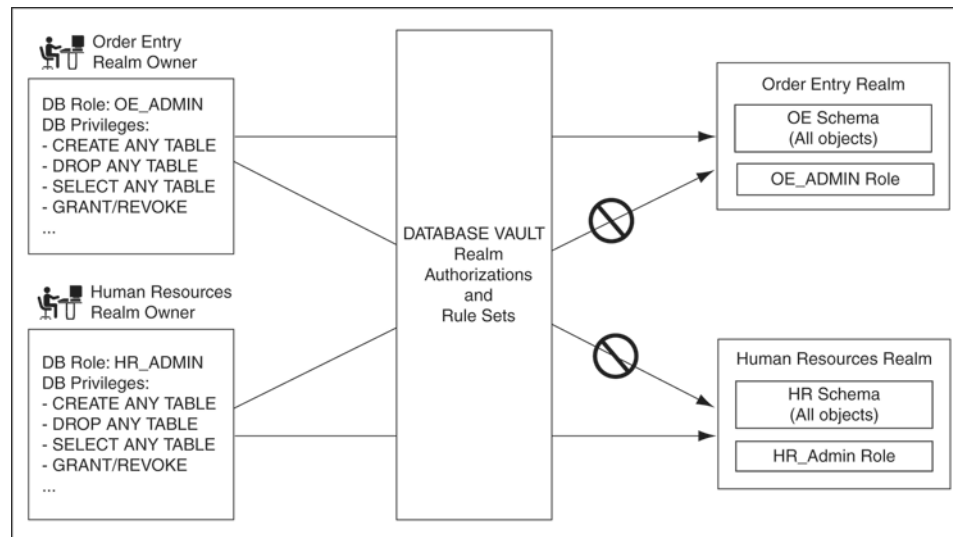 Order Entry
Realm Owner
DB Role: OE_ADMIN
DB Privileges:
- CREATE ANY TABLE
- DROP ANY TABLE
- SELECT ANY TABLE
- GRANT/REVOKE
...
Human Resources
Realm Owner
DB Role: HR_ADMIN
DB Privileges:
- CREATE ANY TABLE
- DROP ANY TABLE
- SELECT ANY TABLE
- GRANT/REVOKE
...
DATABASE VAULT
Realm
Authorizations
and
Rule Sets
Order Entry Realm
OE Schema
(All objects)
OE_ADMIN Role
Human Resources Realm
HR Schema
(All objects)
HR_Admin Role